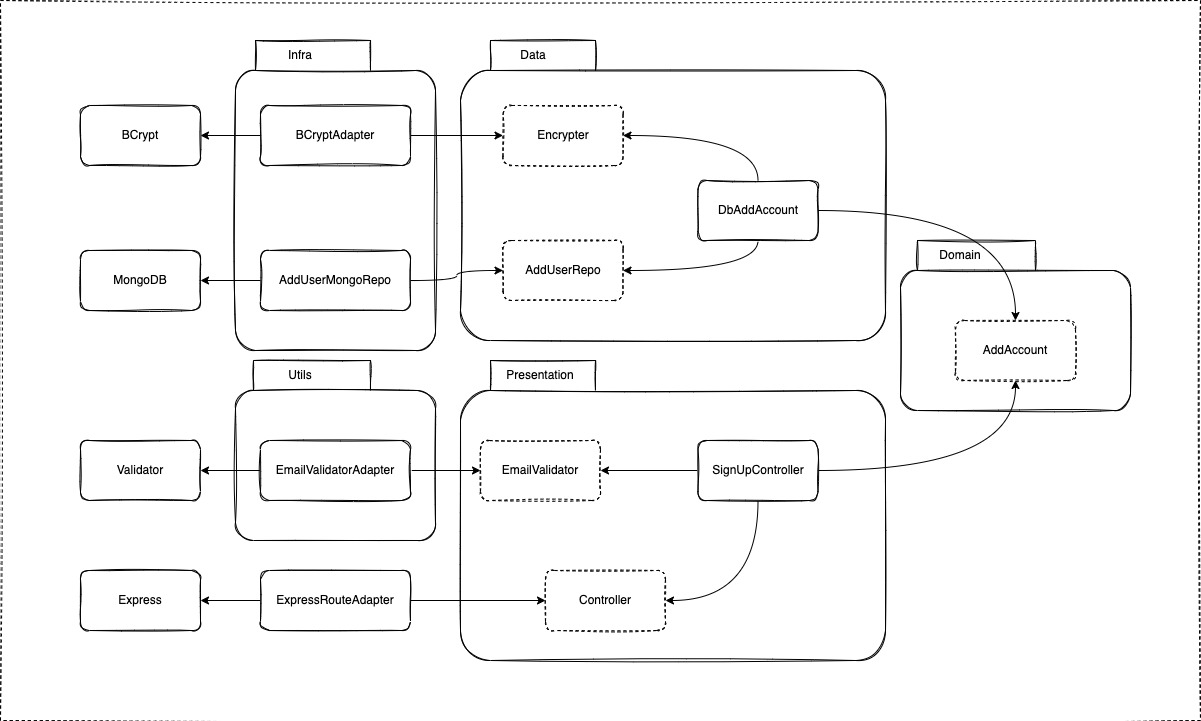 Infra
Data
BCrypt
BCryptAdapter
Encrypter
DbAddAccount
MongoDB
AddUserMongoRepo
AddUserRepo
Domain
AddAccount
Utils
Presentation
Validator
EmailValidatorAdapter
EmailValidator
SignUpController
Express
ExpressRouteAdapter
Controller